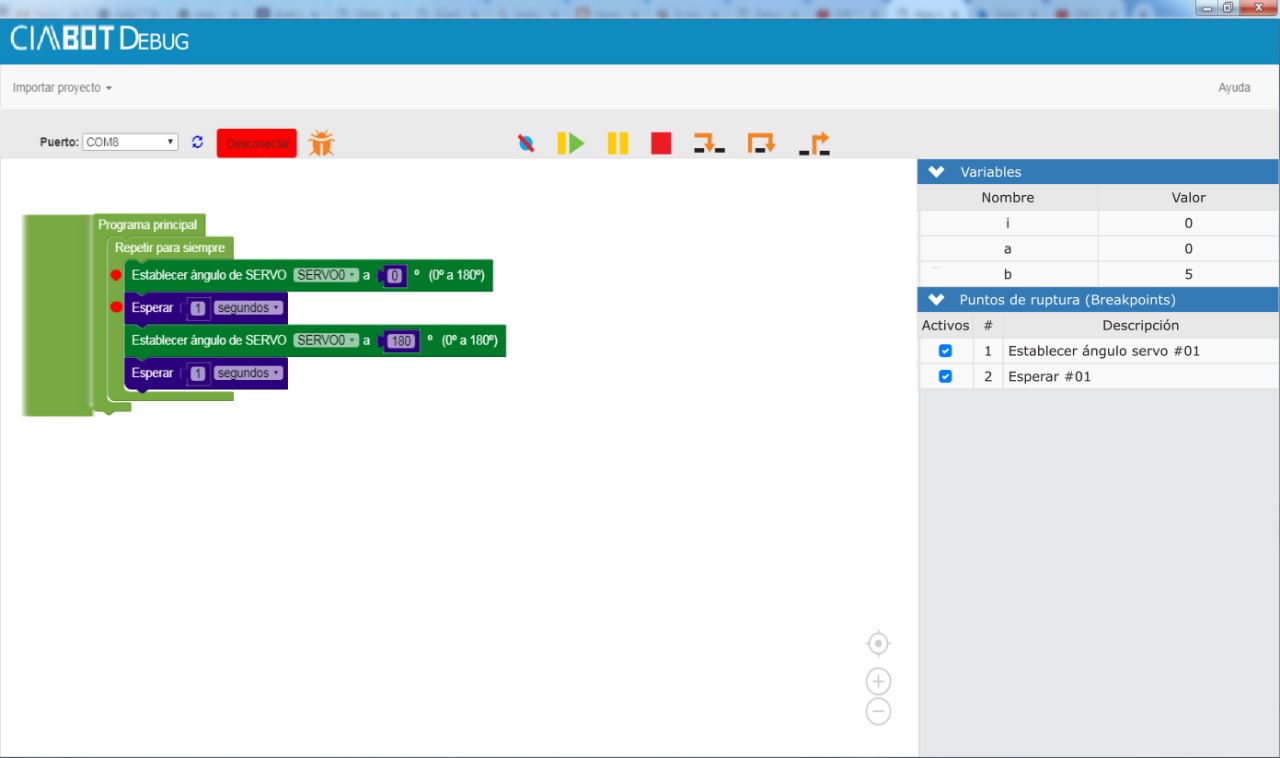 CIMBOT DEBUG
Importar proyecto
Ayuda
Puerto: COM8
Desconectar
Programa principal
Repetir para siempre
Establecer ángulo de SERVO SERVO0 a 0 º (0º a 180º)
Esperar 1 segundos
Establecer ángulo de SERVO SERVO0 a 180 º (0º a 180º)
Esperar 1 segundos
Variables
Nombre Valor
i 0
a 0
b 5
Puntos de ruptura (Breakpoints)
Activos # Descripción
1 Establecer ángulo servo #01
2 Esperar #01